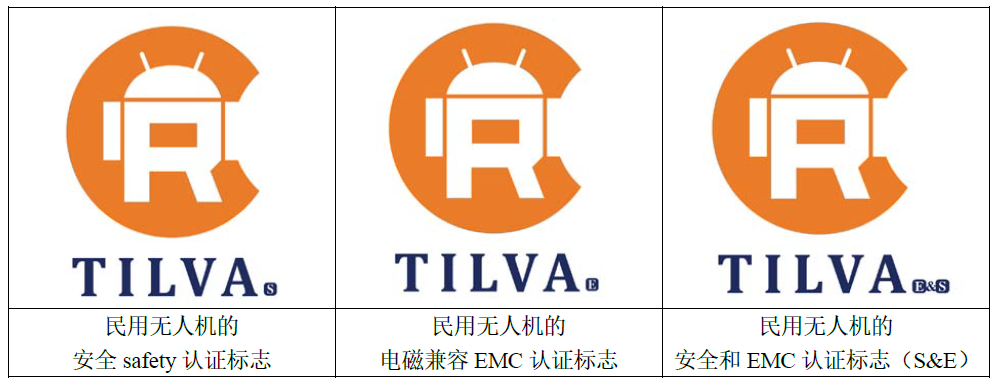 R
TILVA S
民用无人机的
安全 safety 认证标志
R
TILVA E
民用无人机的
电磁兼容 EMC 认证标志
R
TILVA E&S
民用无人机的
安全和 EMC 认证标志（S&E）